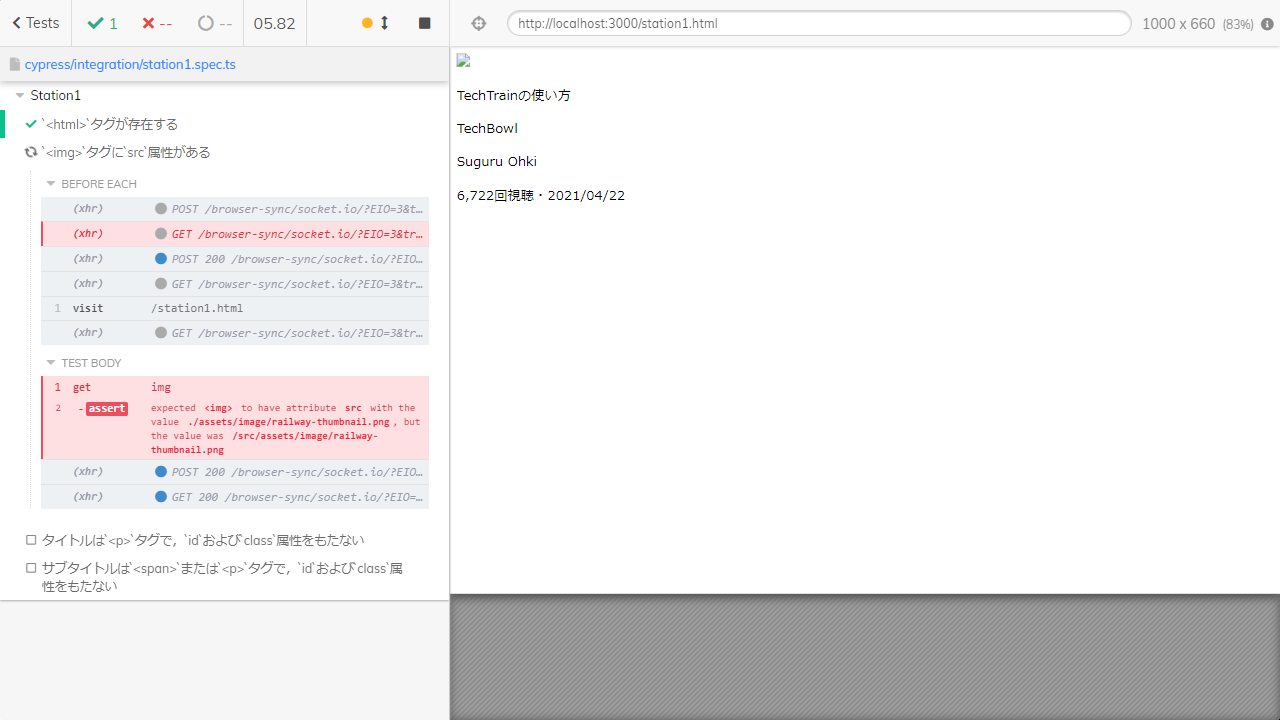 Tests
1
--
--
05.82
http://localhost:3000/station1.html
1000 x 660 (83%)
cypress/integration/station1.spec.ts
Station1
`<html>`タグが存在する
`<img>`タグに`src`属性がある
BEFORE EACH
(xhr) POST /browser-sync/socket.io/?EIO=3&t…
(xhr) GET /browser-sync/socket.io/?EIO=3&tr…
(xhr) POST 200 /browser-sync/socket.io/?EIO…
(xhr) GET /browser-sync/socket.io/?EIO=3&tr…
1 visit /station1.html
(xhr) GET /browser-sync/socket.io/?EIO=3&tr…
TEST BODY
1 get img
2 -assert expected <img> to have attribute src with the
value ./assets/image/railway-thumbnail.png, but
the value was /src/assets/image/railway-
thumbnail.png
(xhr) POST 200 /browser-sync/socket.io/?EIO…
(xhr) GET 200 /browser-sync/socket.io/?EIO=…
タイトルは`<p>`タグで，`id`および`class`属性をもたない
サブタイトルは`<span>`または`<p>`タグで，`id`および`class`属
性をもたない
TechTrainの使い方
TechBowl
Suguru Ohki
6,722回視聴・2021/04/22